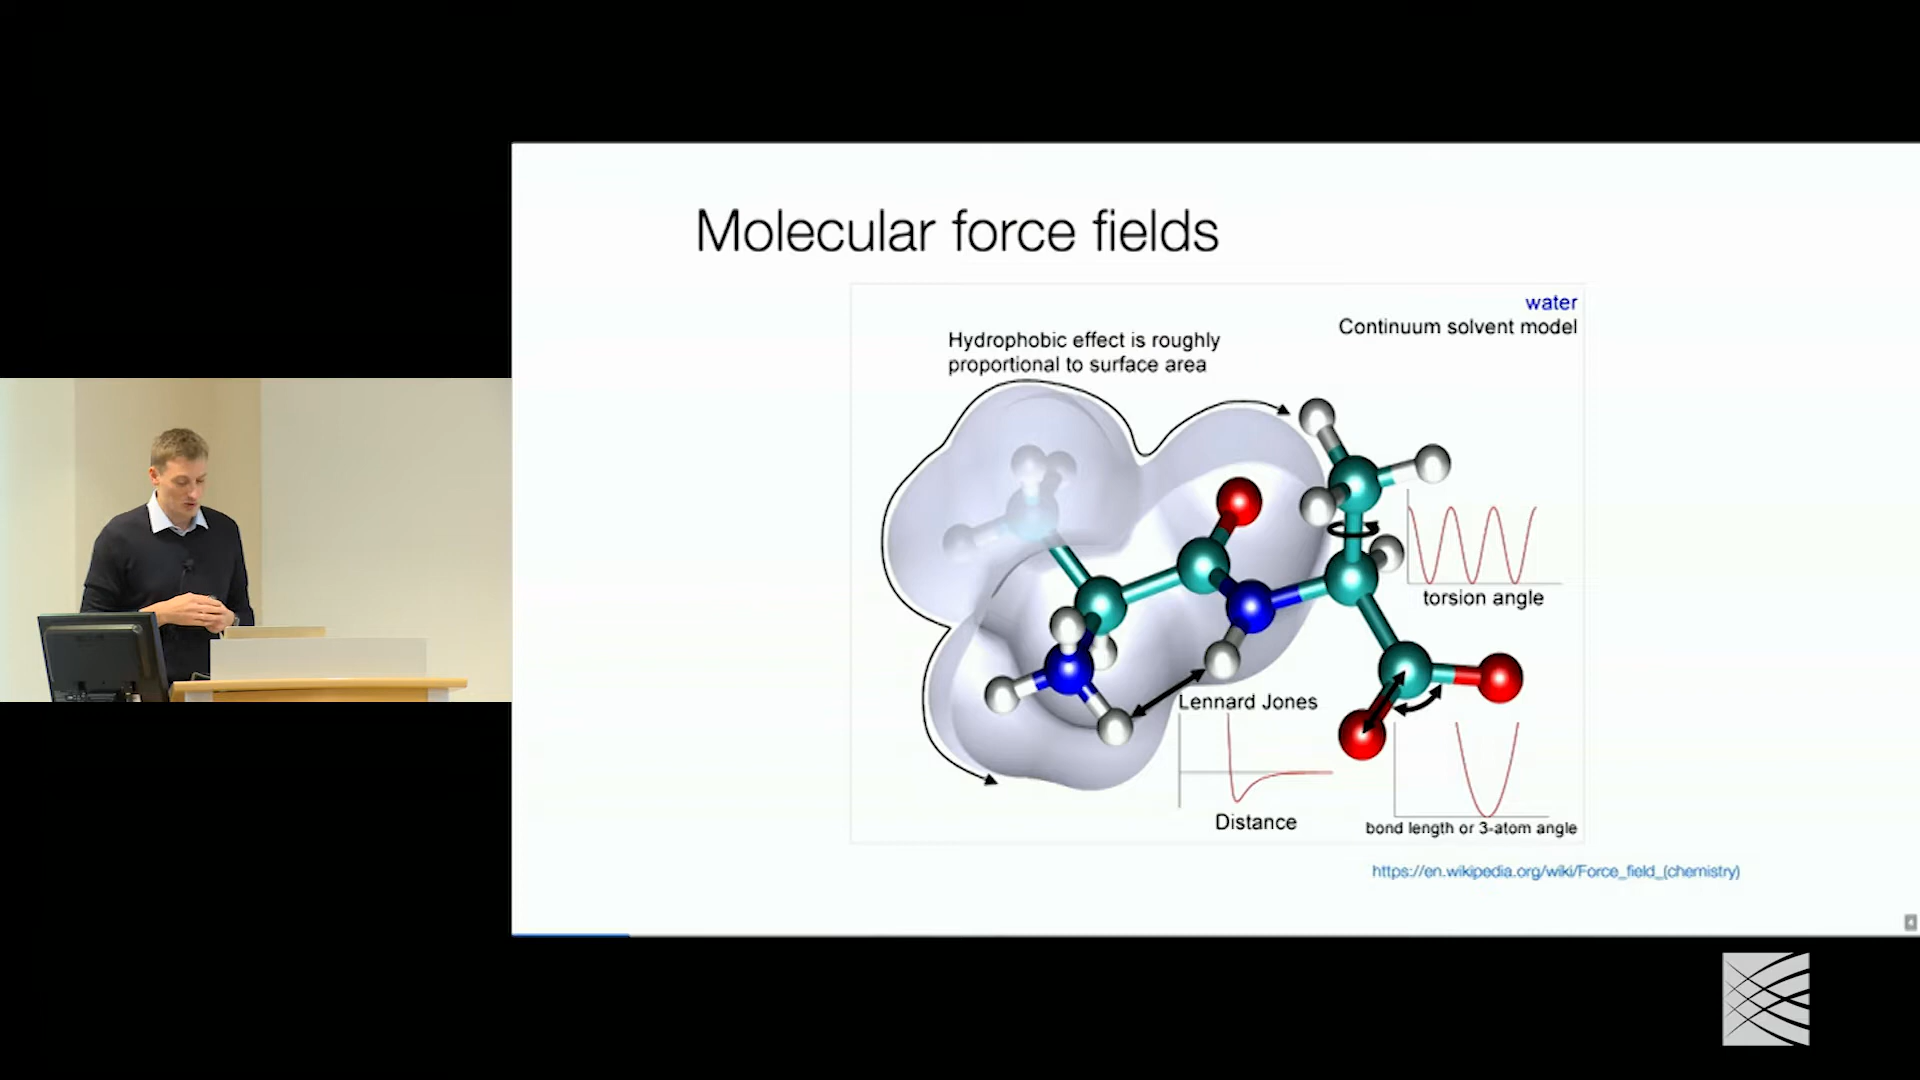 Molecular force fields
water
Continuum solvent model
Hydrophobic effect is roughly
proportional to surface area
torsion angle
Lennard Jones
Distance
bond length or 3-atom angle
https://en.wikipedia.org/wiki/Force_field_(chemistry)
4